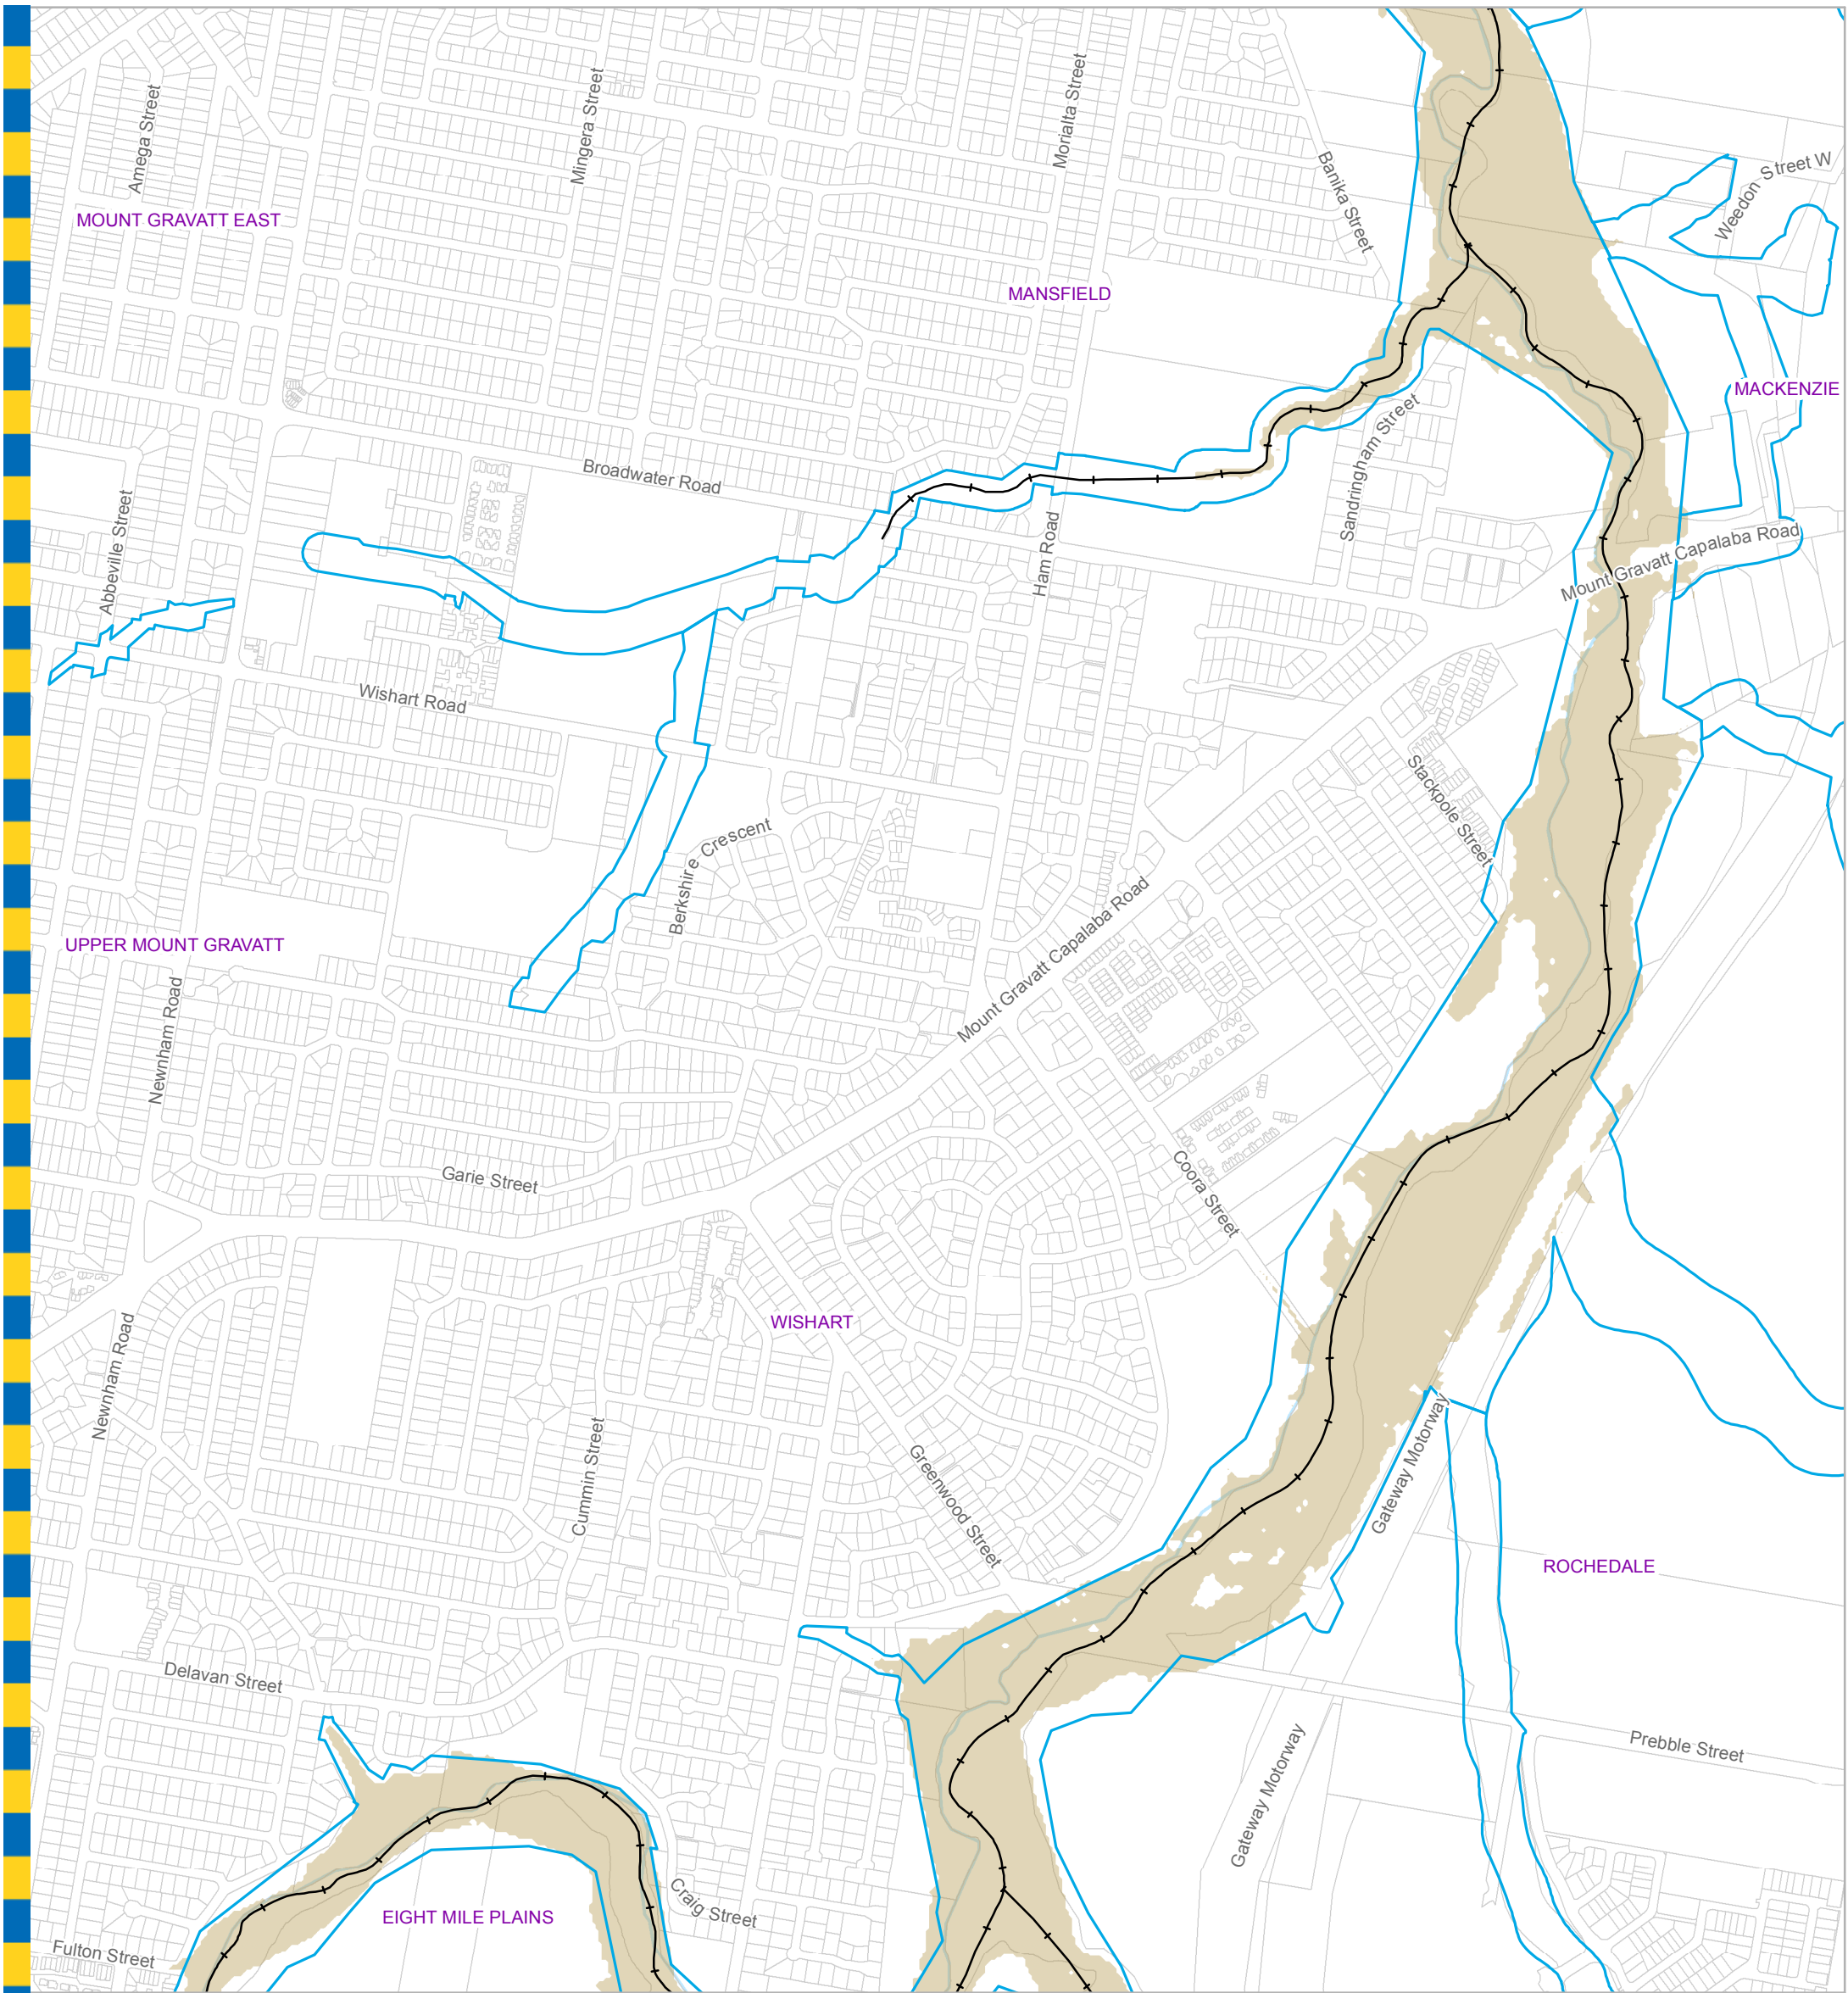 Amega Street
Mingera Street
Morialta Street
Banika Street
Weedon Street W
MOUNT GRAVATT EAST
MANSFIELD
MACKENZIE
Broadwater Road
Sandringham Street
Abbeville Street
Ham Road
Mount Gravatt Capalaba Road
Wishart Road
Stackpole Street
Berkshire Crescent
Mount Gravatt Capalaba Road
UPPER MOUNT GRAVATT
Newnham Road
Garie Street
Coora Street
WISHART
Newnham Road
Cummin Street
Greenwood Street
Gateway Motorway
ROCHEDALE
Delavan Street
Prebble Street
Gateway Motorway
Craig Street
EIGHT MILE PLAINS
Fulton Street